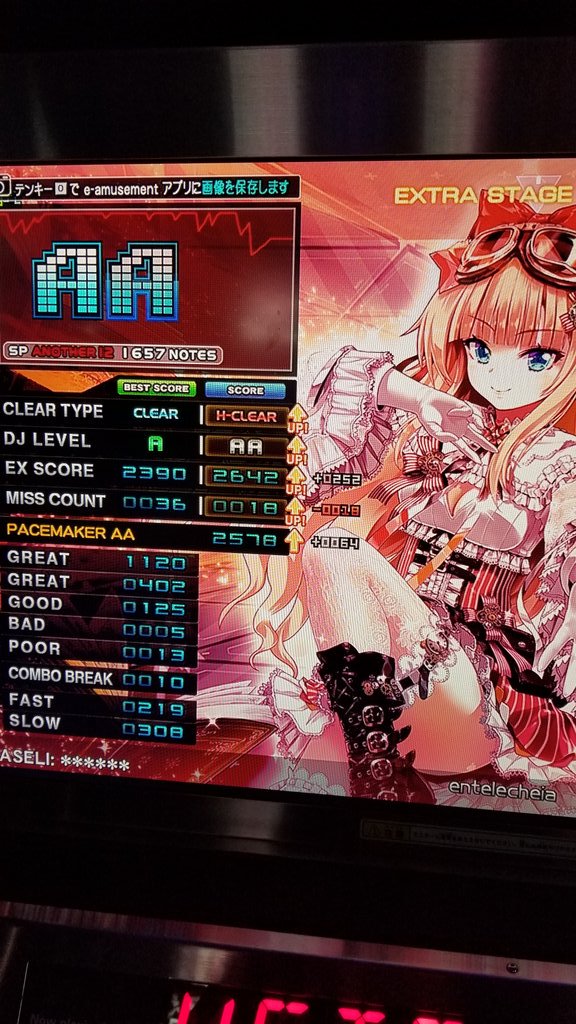 テンキー0で e-amusement アプリに画像を保存します
EXTRA STAGE
AA
SP ANOTHER 12 1657 NOTES
BEST SCORE SCORE
CLEAR TYPE CLEAR H-CLEAR UP!
DJ LEVEL A AA UP!
EX SCORE 2390 2642 UP! +0252
MISS COUNT 0036 0018 UP! -0018
PACEMAKER AA 2578 +0064
GREAT 1120
GREAT 0402
GOOD 0125
BAD 0005
POOR 0013
COMBO BREAK 0010
FAST 0219
SLOW 0308
ASELI: ******
entelecheia